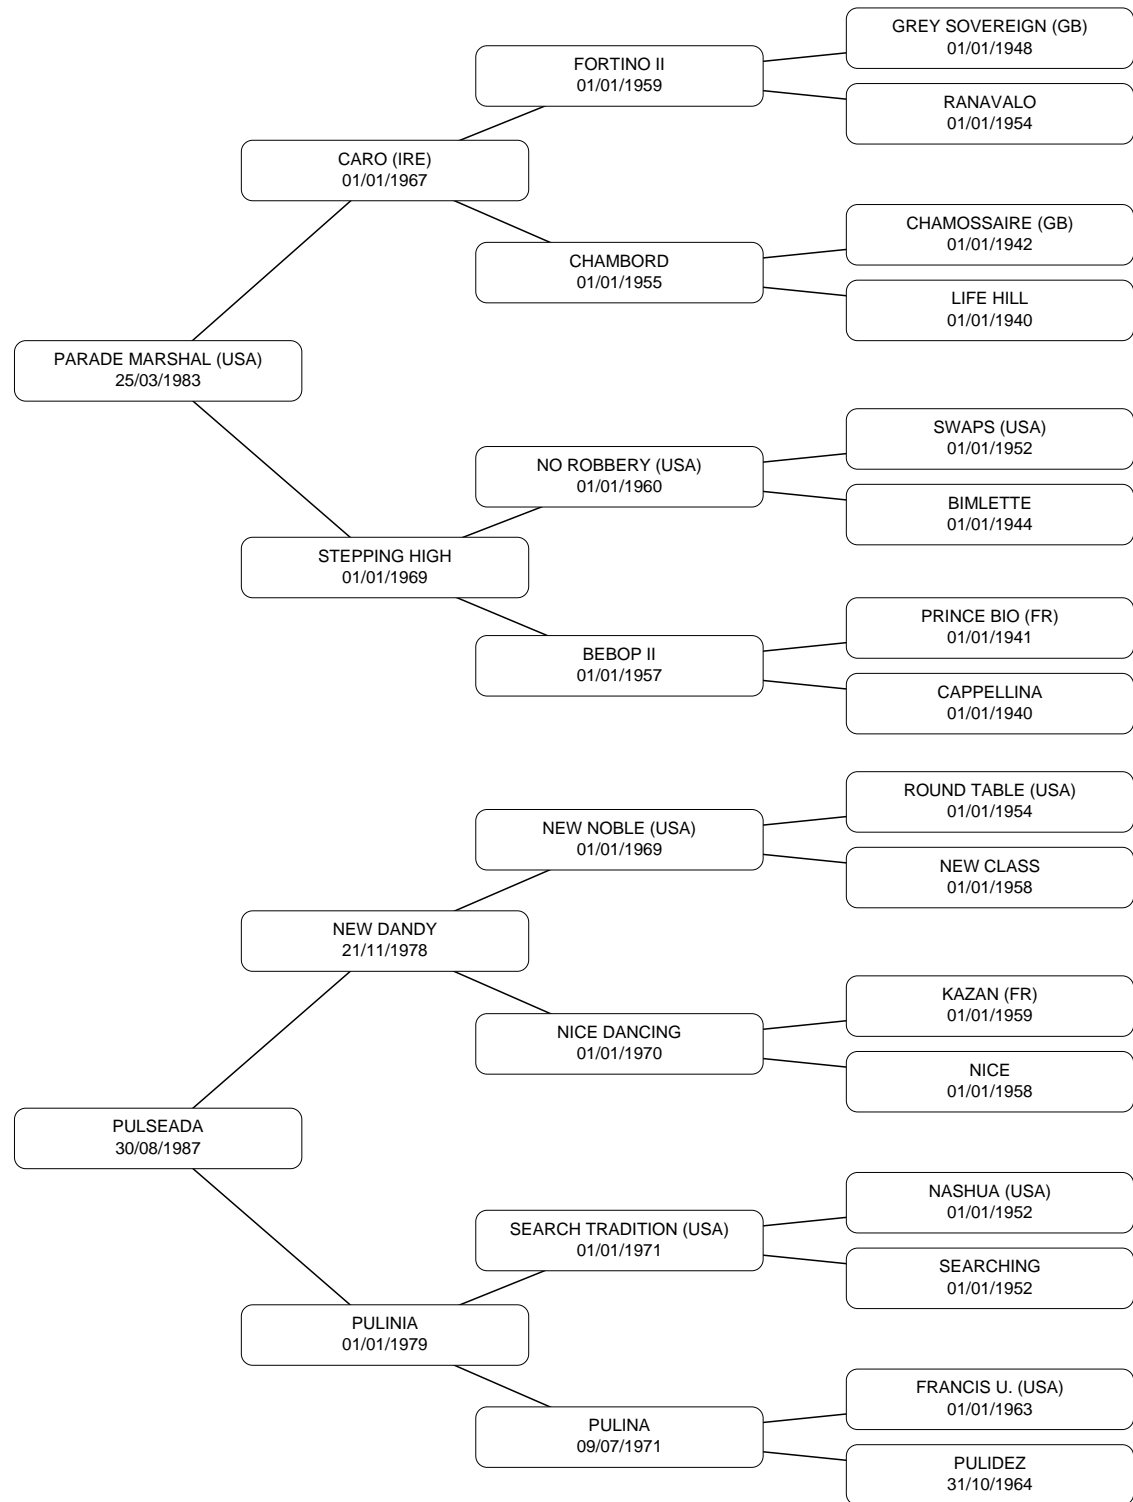 GREY SOVEREIGN (GB)
01/01/1948
FORTINO II
01/01/1959
RANAVALO
01/01/1954
CARO (IRE)
01/01/1967
CHAMOSSAIRE (GB)
01/01/1942
CHAMBORD
01/01/1955
LIFE HILL
01/01/1940
PARADE MARSHAL (USA)
25/03/1983
SWAPS (USA)
01/01/1952
NO ROBBERY (USA)
01/01/1960
BIMLETTE
01/01/1944
STEPPING HIGH
01/01/1969
PRINCE BIO (FR)
01/01/1941
BEBOP II
01/01/1957
CAPPELLINA
01/01/1940
ROUND TABLE (USA)
01/01/1954
NEW NOBLE (USA)
01/01/1969
NEW CLASS
01/01/1958
NEW DANDY
21/11/1978
KAZAN (FR)
01/01/1959
NICE DANCING
01/01/1970
NICE
01/01/1958
PULSEADA
30/08/1987
NASHUA (USA)
01/01/1952
SEARCH TRADITION (USA)
01/01/1971
SEARCHING
01/01/1952
PULINIA
01/01/1979
FRANCIS U. (USA)
01/01/1963
PULINA
09/07/1971
PULIDEZ
31/10/1964